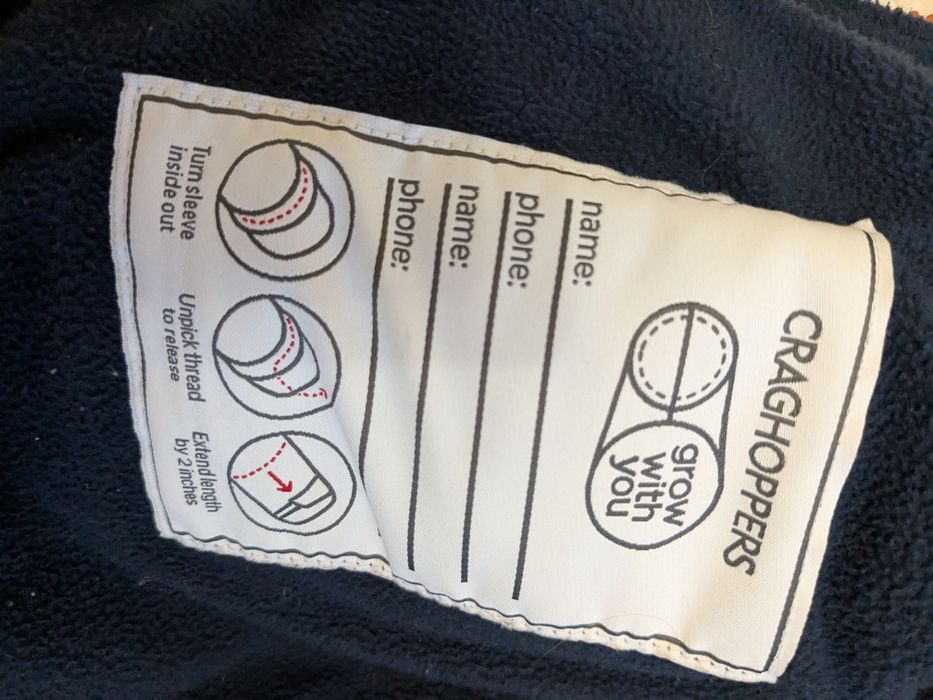 CRAGHOPPERS
grow
with
you
name:
phone:
name:
phone:
Turn sleeve
inside out
Unpick thread
to release
Extend length
by 2 inches